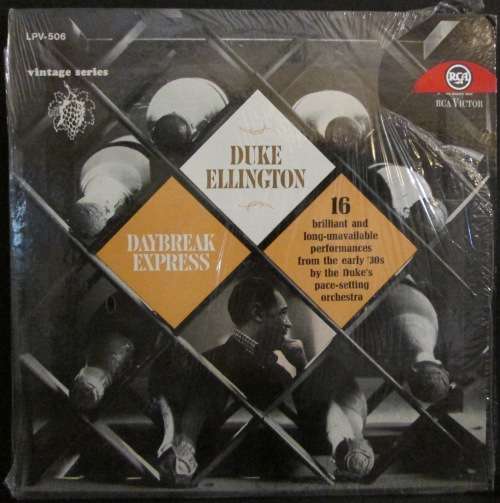 LPV-506
vintage series
RCA
RCA VICTOR
DUKE
ELLINGTON
DAYBREAK
EXPRESS
16
brilliant and
long-unavailable
performances
from the early '30s
by the Duke's
pace-setting
orchestra